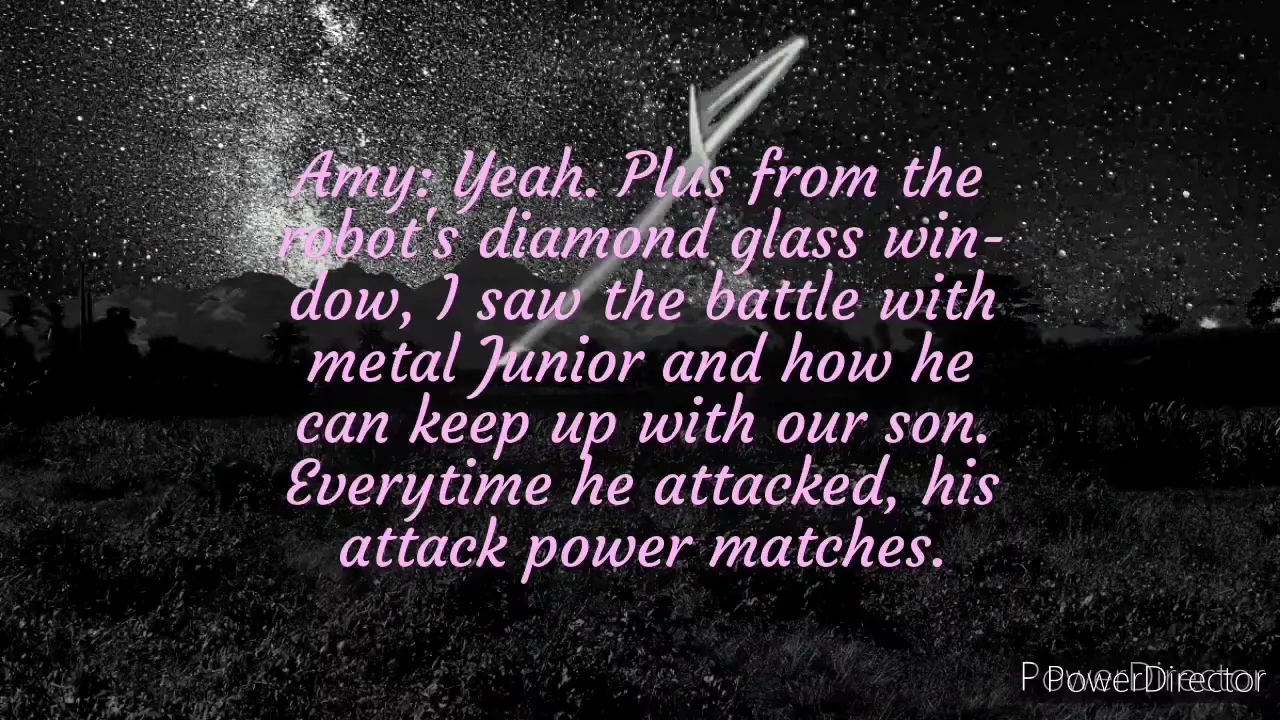 Amy: Yeah. Plus from the
robot's diamond glass win-
dow, I saw the battle with
metal Junior and how he
can keep up with our son.
Everytime he attacked, his
attack power matches.
PowerDirector